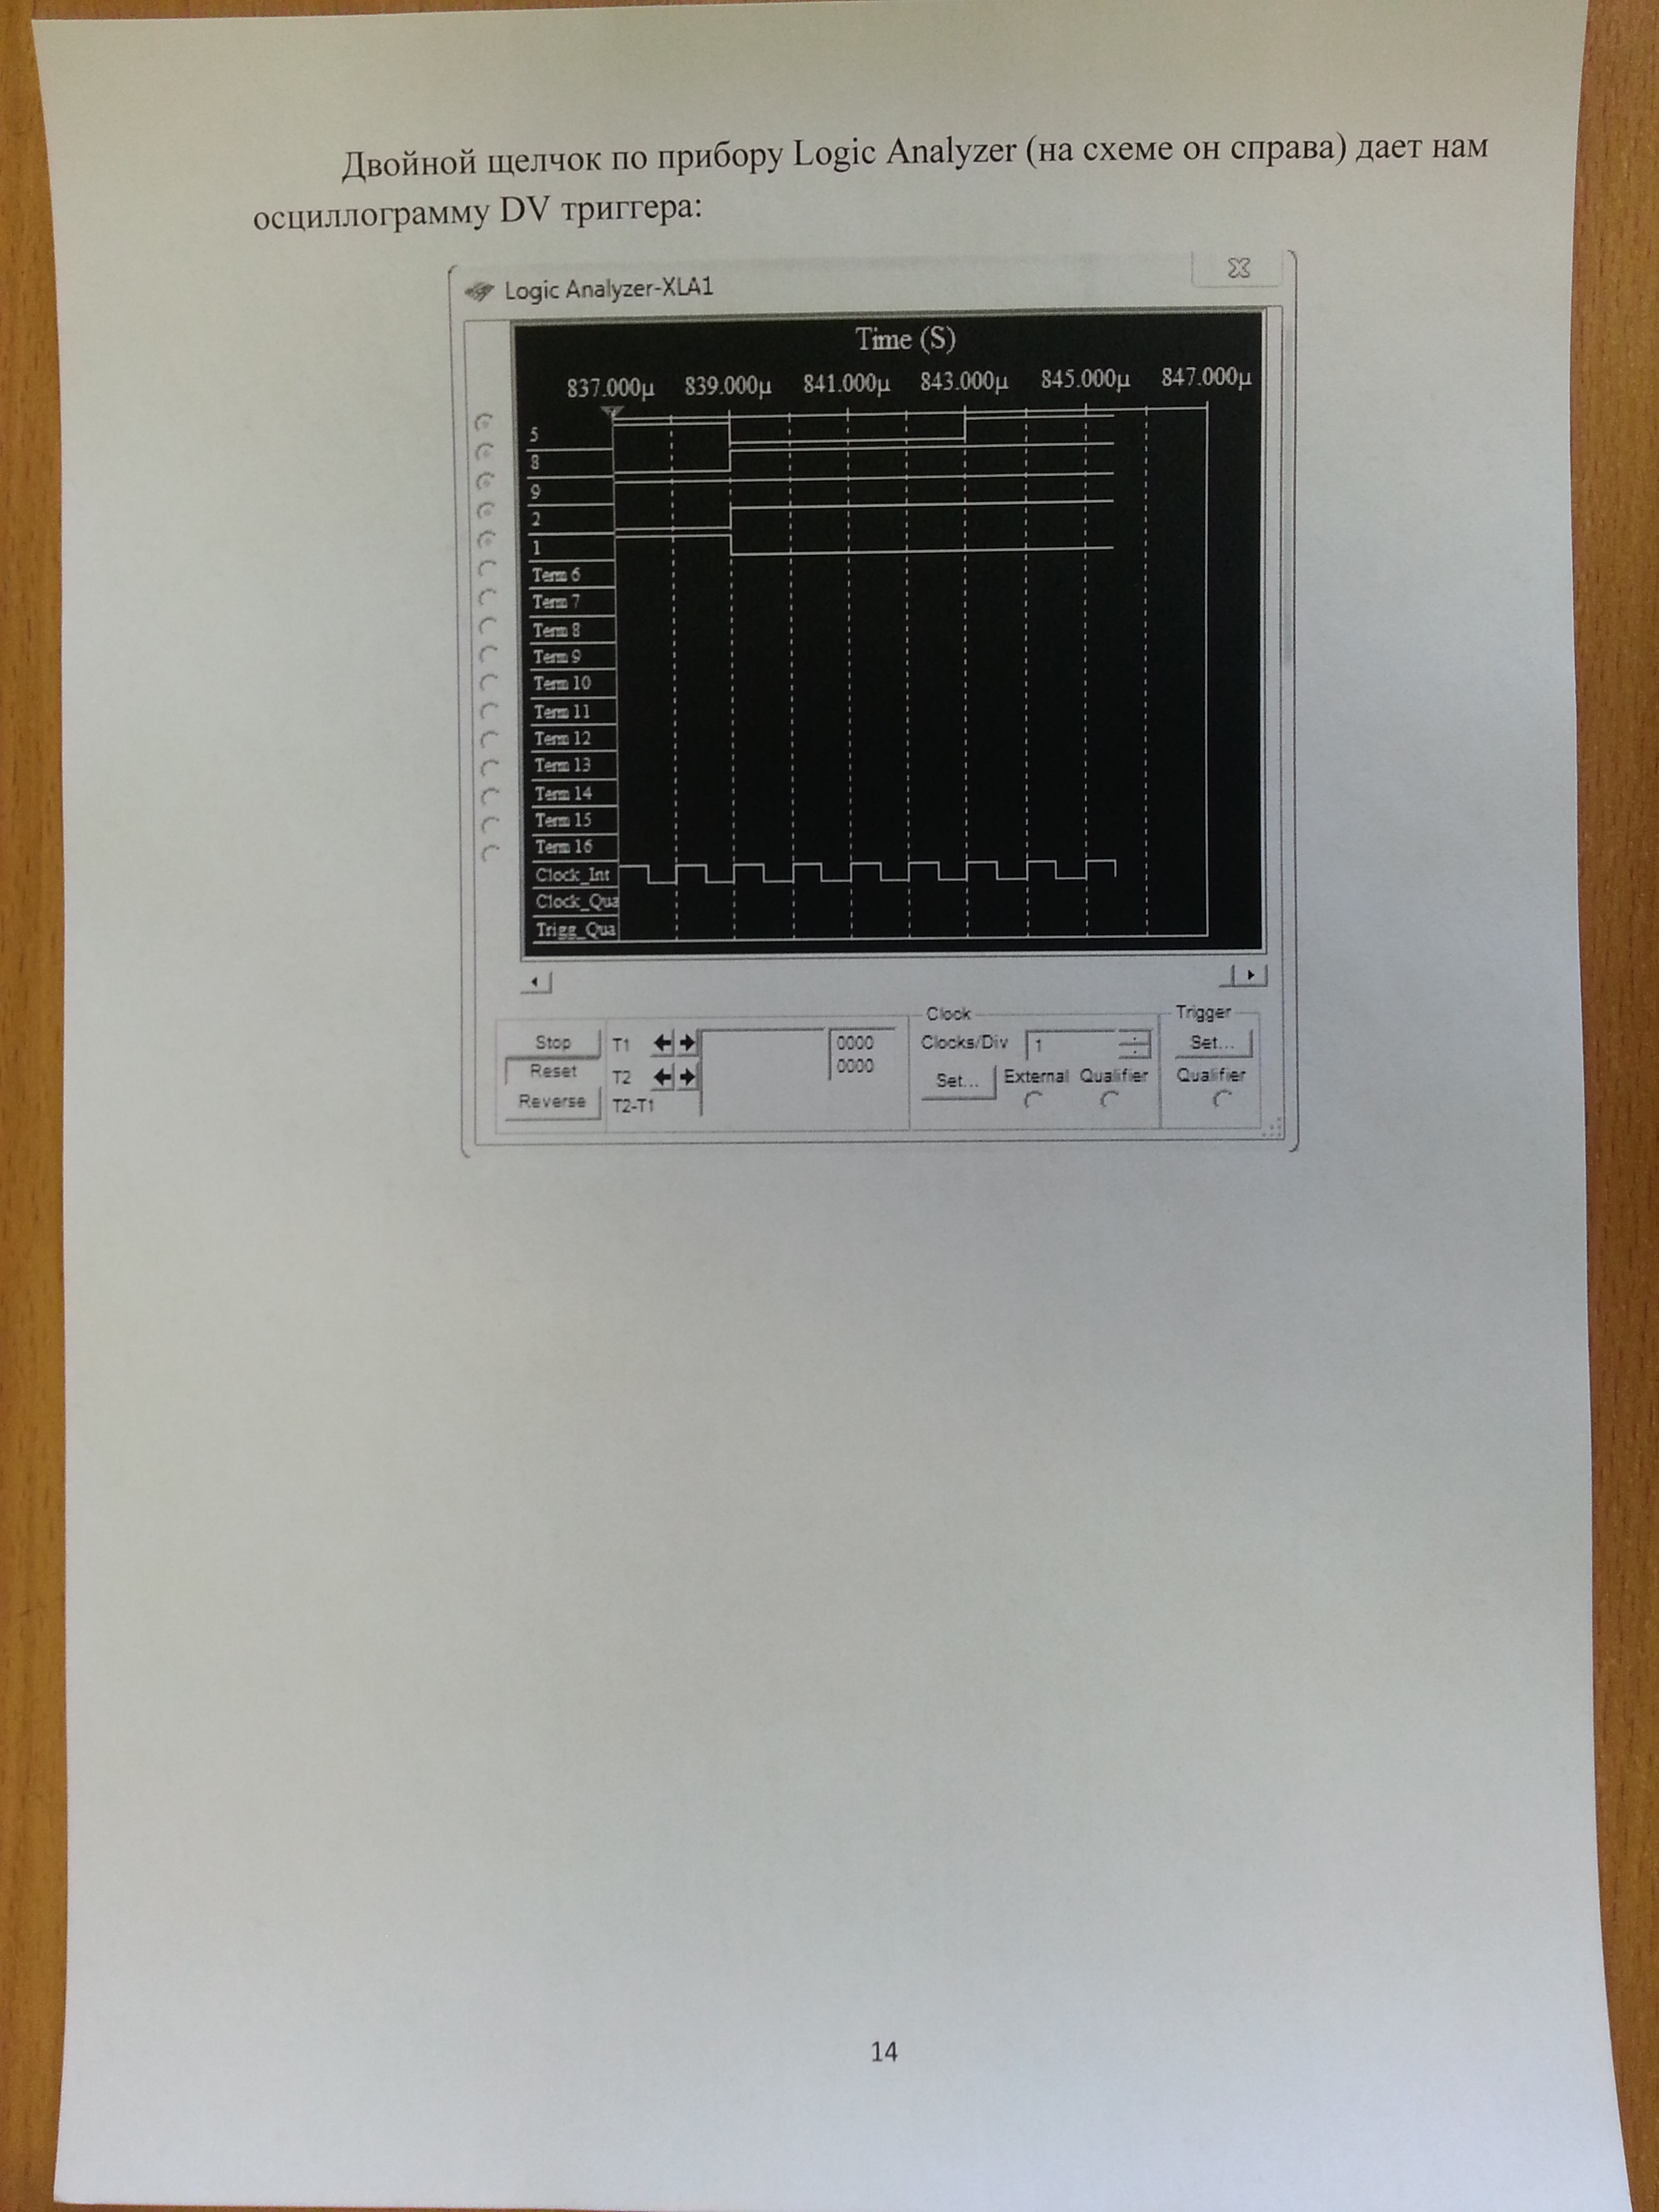 Двойной щелчок по прибору Logic Analyzer (на схеме он справа) дает нам
осциллограмму DV триггера:
Logic Analyzer-XLA1
Time (S)
837.000µ 839.000µ 841.000µ 843.000µ 845.000µ 847.000µ
5
8
9
2
1
Term 6
Term 7
Term 8
Term 9
Term 10
Term 11
Term 12
Term 13
Term 14
Term 15
Term 16
Clock_Int
Clock_Qua
Trigg_Qua
Stop
Reset
Reverse
T1
T2
T2-T1
0000
0000
Clock
Clocks/Div 1
Set... External Qualifier
Trigger
Set...
Qualifier
14